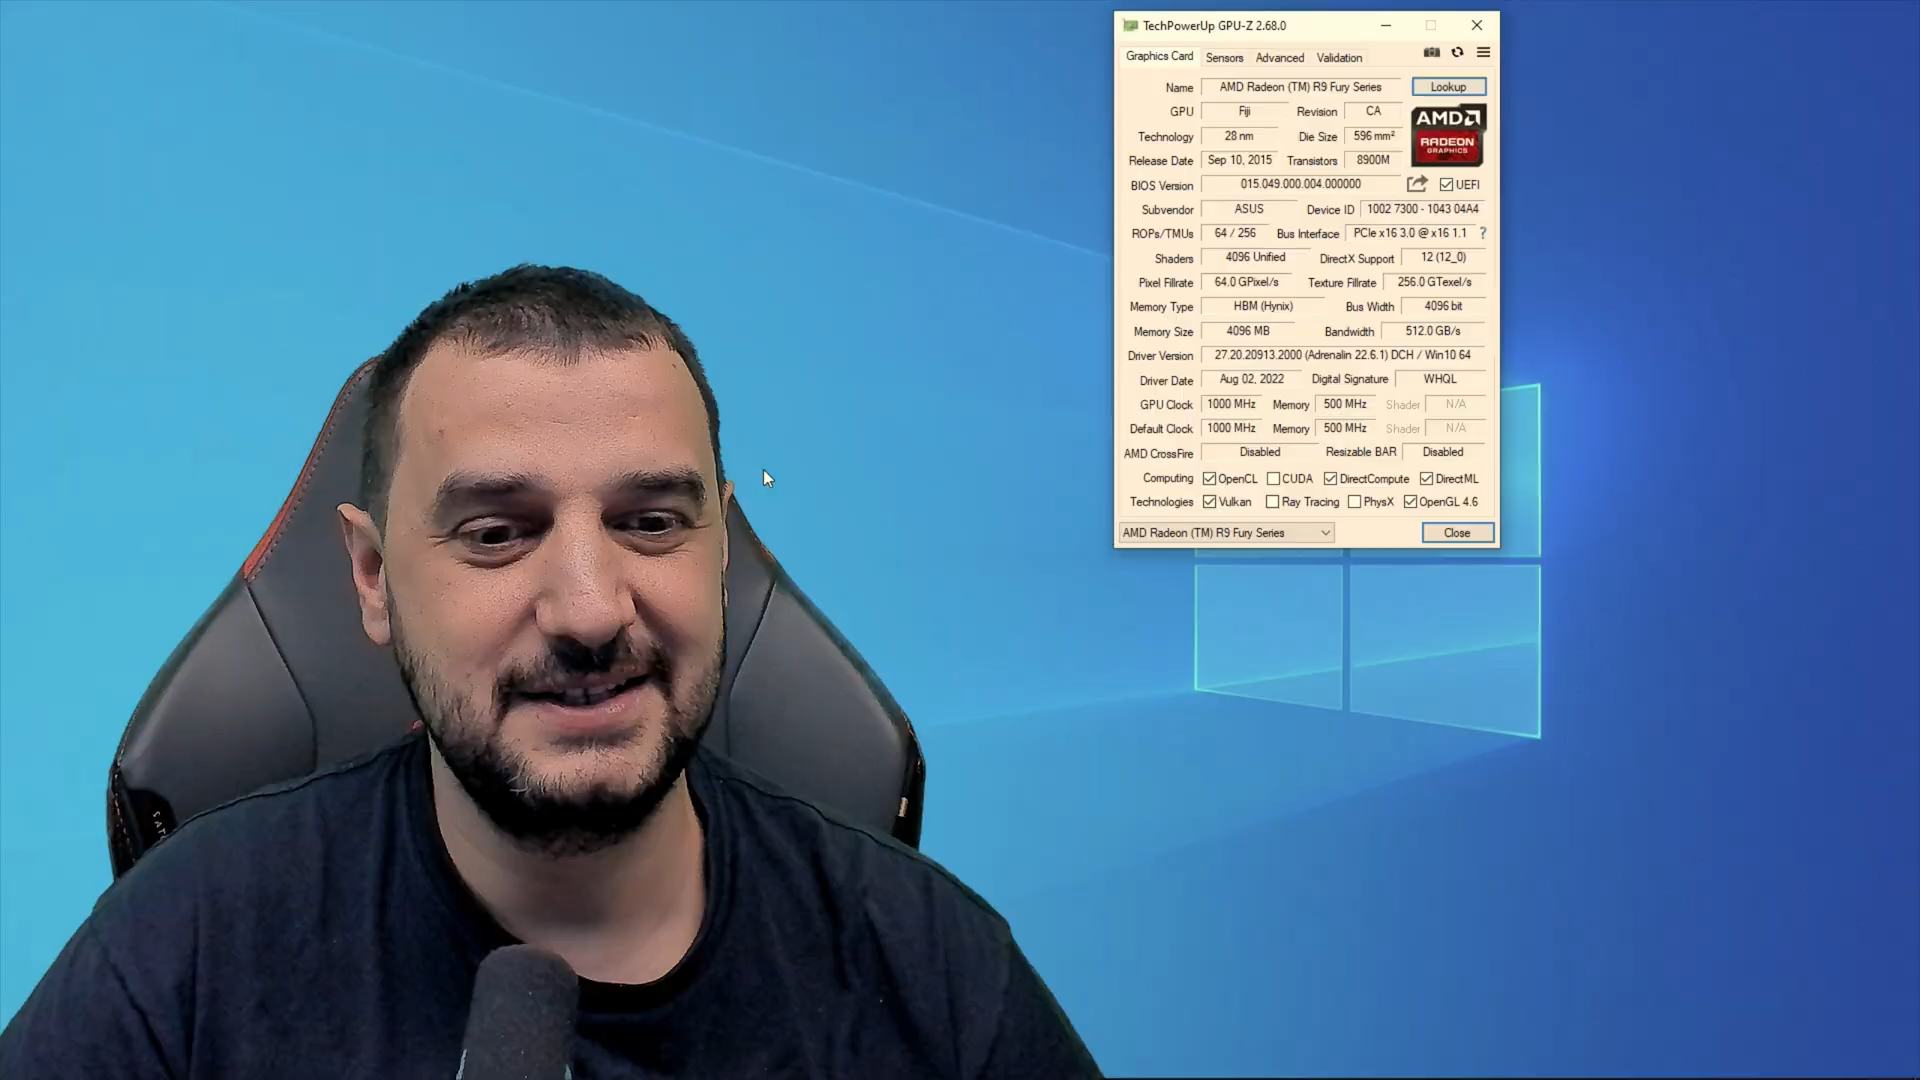 TechPowerUp GPU-Z 2.68.0
Graphics Card Sensors Advanced Validation
Name AMD Radeon (TM) R9 Fury Series Lookup
GPU Fiji Revision CA
AMD
RADEON
GRAPHICS
Technology 28 nm Die Size 596 mm²
Release Date Sep 10, 2015 Transistors 8900M
BIOS Version 015.049.000.004.000000 UEFI
Subvendor ASUS Device ID 1002 7300 - 1043 04A4
ROPs/TMUs 64 / 256 Bus Interface PCIe x16 3.0 @ x16 1.1 ?
Shaders 4096 Unified DirectX Support 12 (12_0)
Pixel Fillrate 64.0 GPixel/s Texture Fillrate 256.0 GTexel/s
Memory Type HBM (Hynix) Bus Width 4096 bit
Memory Size 4096 MB Bandwidth 512.0 GB/s
Driver Version 27.20.20913.2000 (Adrenalin 22.6.1) DCH / Win10 64
Driver Date Aug 02, 2022 Digital Signature WHQL
GPU Clock 1000 MHz Memory 500 MHz Shader N/A
Default Clock 1000 MHz Memory 500 MHz Shader N/A
AMD CrossFire Disabled Resizable BAR Disabled
Computing OpenCL CUDA DirectCompute DirectML
Technologies Vulkan Ray Tracing PhysX OpenGL 4.6
AMD Radeon (TM) R9 Fury Series Close